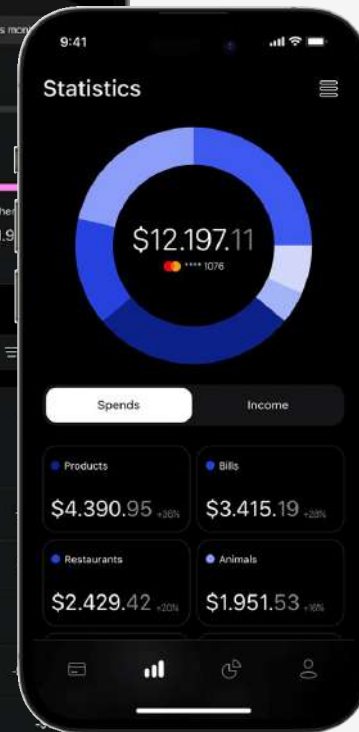 9:41
Statistics
$12.197.11
**** 1076
Spends
Income
Products
Bills
$4.390.95 +36%
$3.415.19 +28%
Restaurants
Animals
$2.429.42 +20%
$1.951.53 +16%